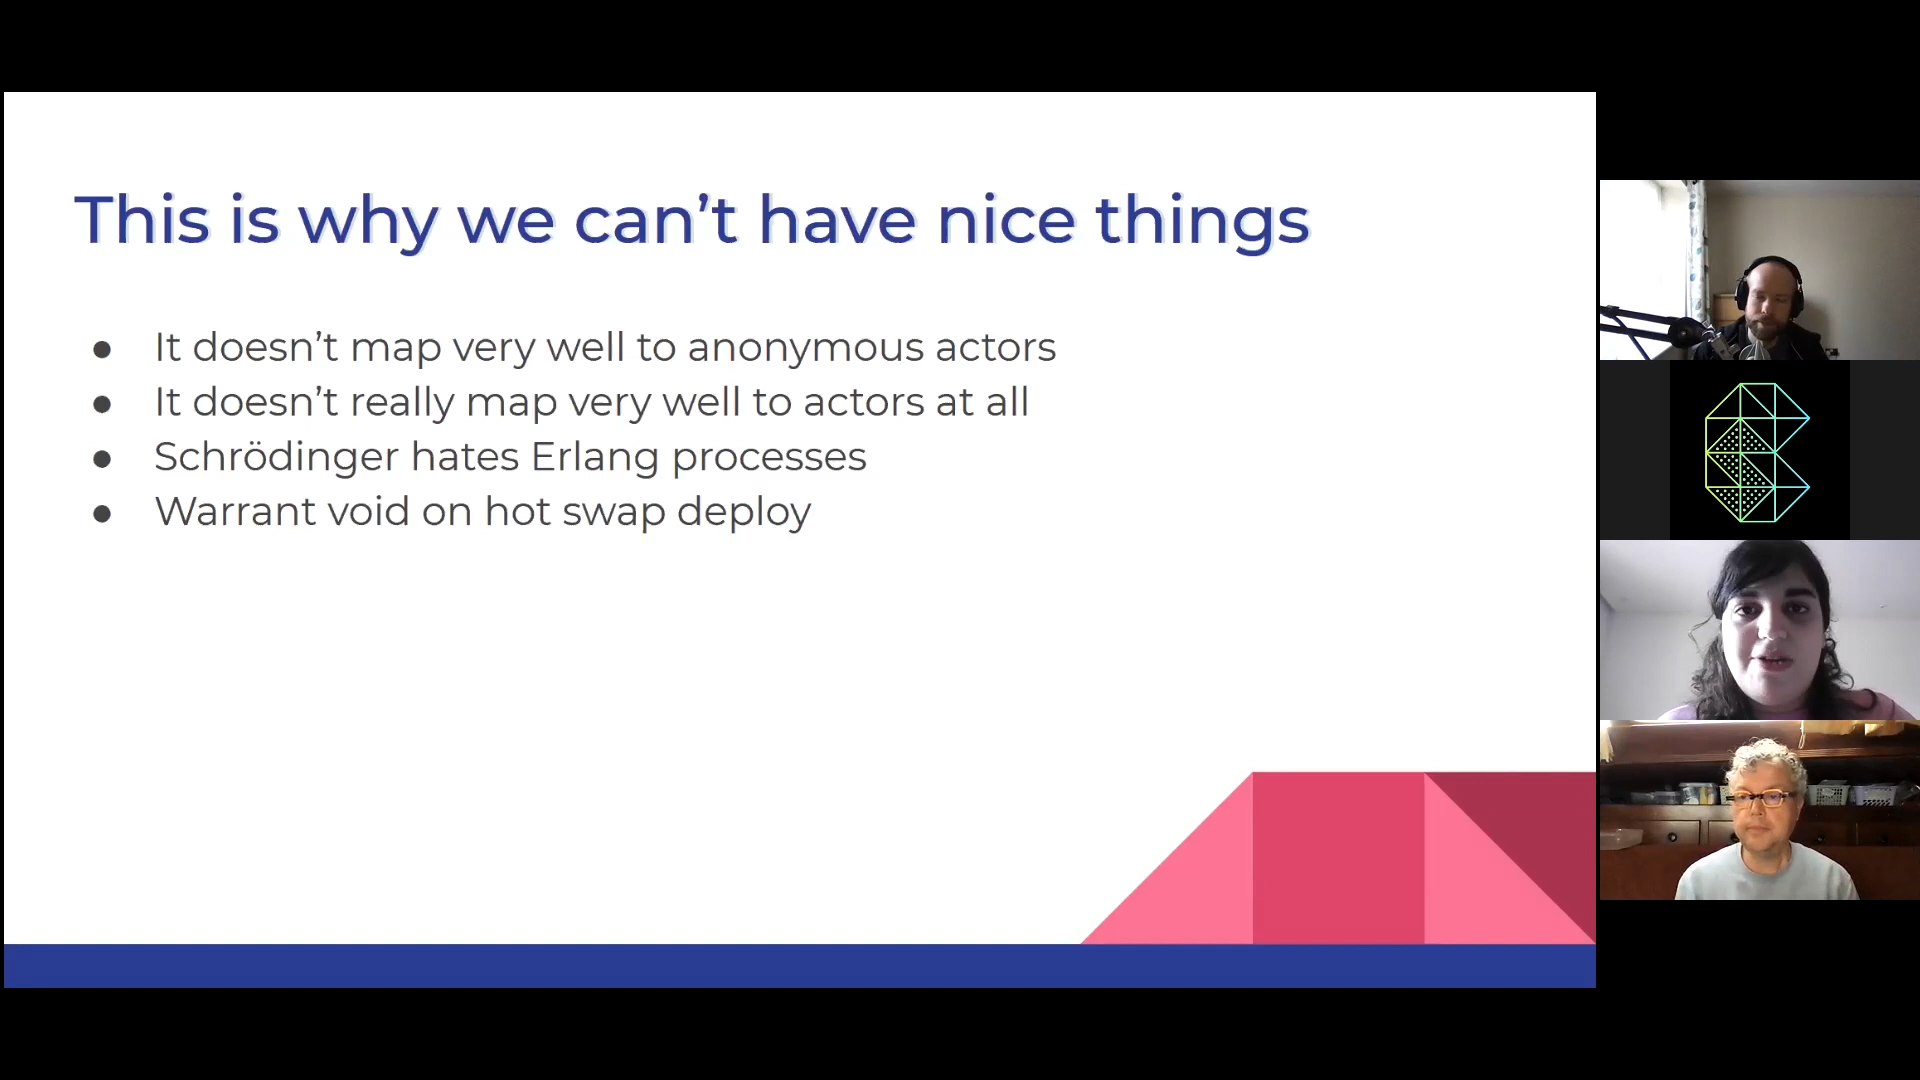 This is why we can’t have nice things
● It doesn’t map very well to anonymous actors
● It doesn’t really map very well to actors at all
● Schrödinger hates Erlang processes
● Warrant void on hot swap deploy